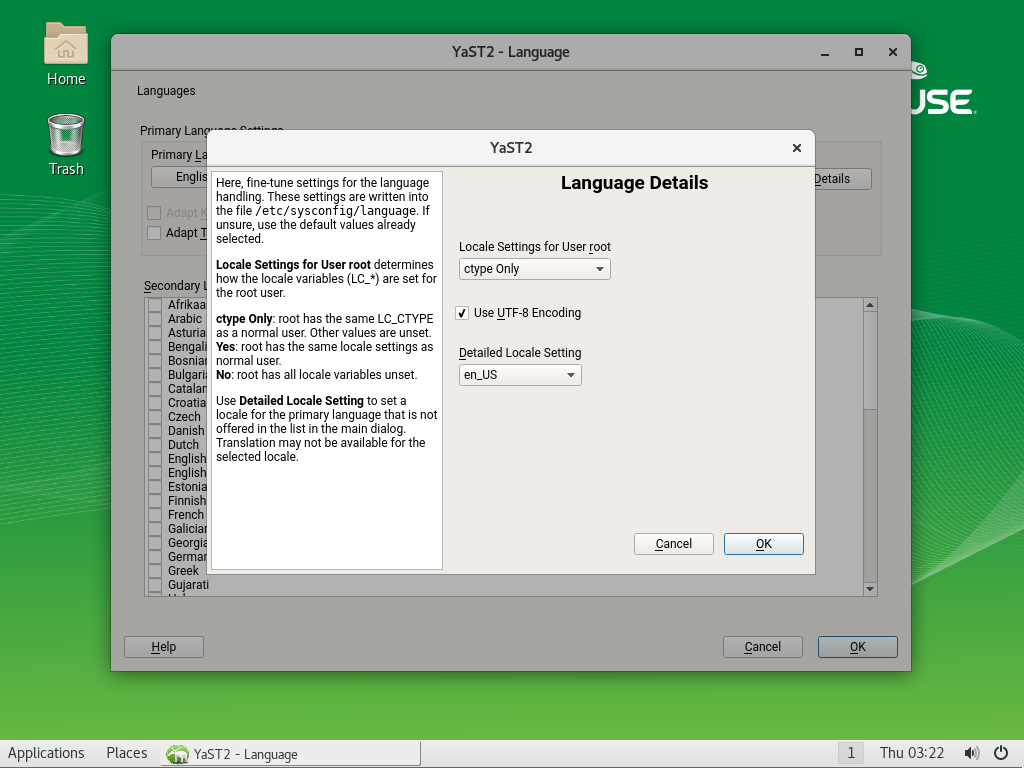 Home
Trash
YaST2 - Language
USE
Languages
Primary Language Settings
Primary La
Englis
Details
Adapt K
Adapt T
Secondary L
Afrikaa
Arabic
Asturia
Bengali
Bosnian
Bulgaria
Catalan
Croatia
Czech
Danish
Dutch
English
English
Estonia
Finnish
French
Galician
Georgia
German
Greek
Gujarati
YaST2
Here, fine-tune settings for the language
handling. These settings are written into
the file /etc/sysconfig/language. If
unsure, use the default values already
selected.
Locale Settings for User root determines
how the locale variables (LC_*) are set for
the root user.
ctype Only: root has the same LC_CTYPE
as a normal user. Other values are unset.
Yes: root has the same locale settings as
normal user.
No: root has all locale variables unset.
Use Detailed Locale Setting to set a
locale for the primary language that is not
offered in the list in the main dialog.
Translation may not be available for the
selected locale.
Language Details
Locale Settings for User root
ctype Only
Use UTF-8 Encoding
Detailed Locale Setting
en_US
Cancel
OK
Help
Cancel
OK
Applications
Places
YaST2 - Language
1
Thu 03:22